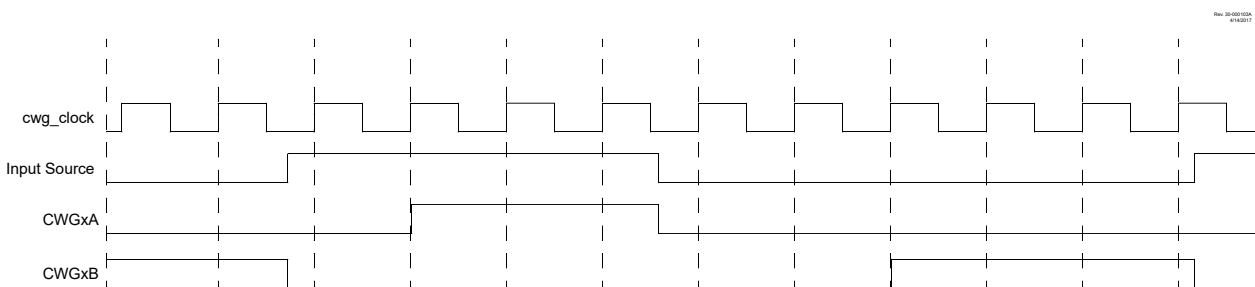 Rev. 30-000103A
4/14/2017
cwg_clock
Input Source
CWGxA
CWGxB